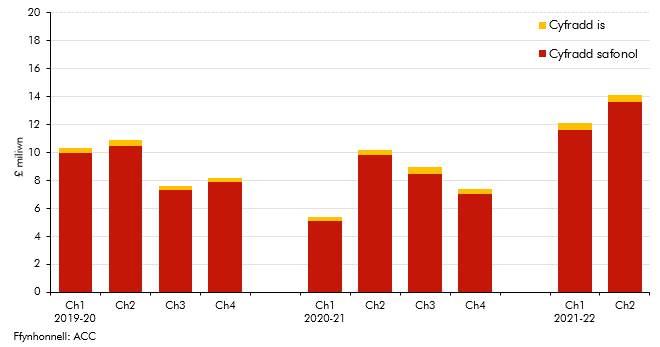 20
18
16
14
12
10
8
6
4
2
0
£ miliwn
Cyfradd is
Cyfradd safonol
Ch1 Ch2 Ch3 Ch4 Ch1 Ch2 Ch3 Ch4 Ch1 Ch2
2019-20 2020-21 2021-22
Ffynhonnell: ACC